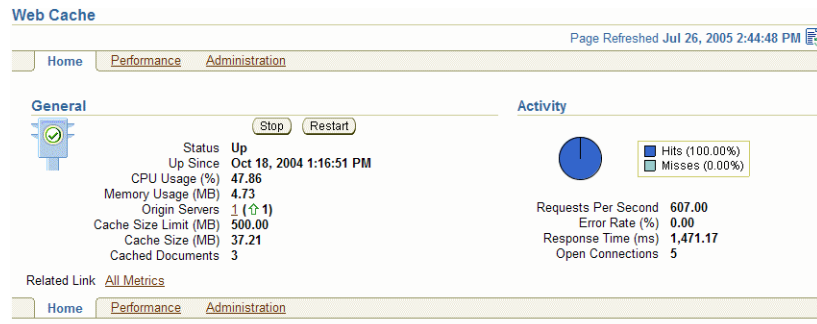 Web Cache
Page Refreshed Jul 26, 2005 2:44:48 PM
Home Performance Administration
General
Stop Restart
Status Up
Up Since Oct 18, 2004 1:16:51 PM
CPU Usage (%) 47.86
Memory Usage (MB) 4.73
Origin Servers 1 (⇧1)
Cache Size Limit (MB) 500.00
Cache Size (MB) 37.21
Cached Documents 3
Activity
Hits (100.00%)
Misses (0.00%)
Requests Per Second 607.00
Error Rate (%) 0.00
Response Time (ms) 1,471.17
Open Connections 5
Related Link All Metrics
Home Performance Administration